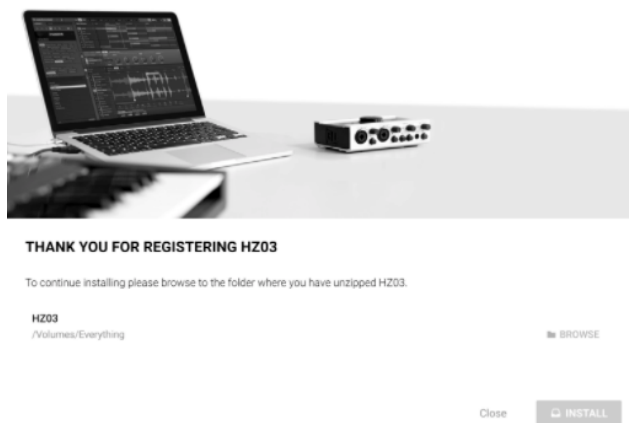 THANK YOU FOR REGISTERING HZ03
To continue installing please browse to the folder where you have unzipped HZ03.
HZ03
/Volumes/Everything
BROWSE
Close
INSTALL